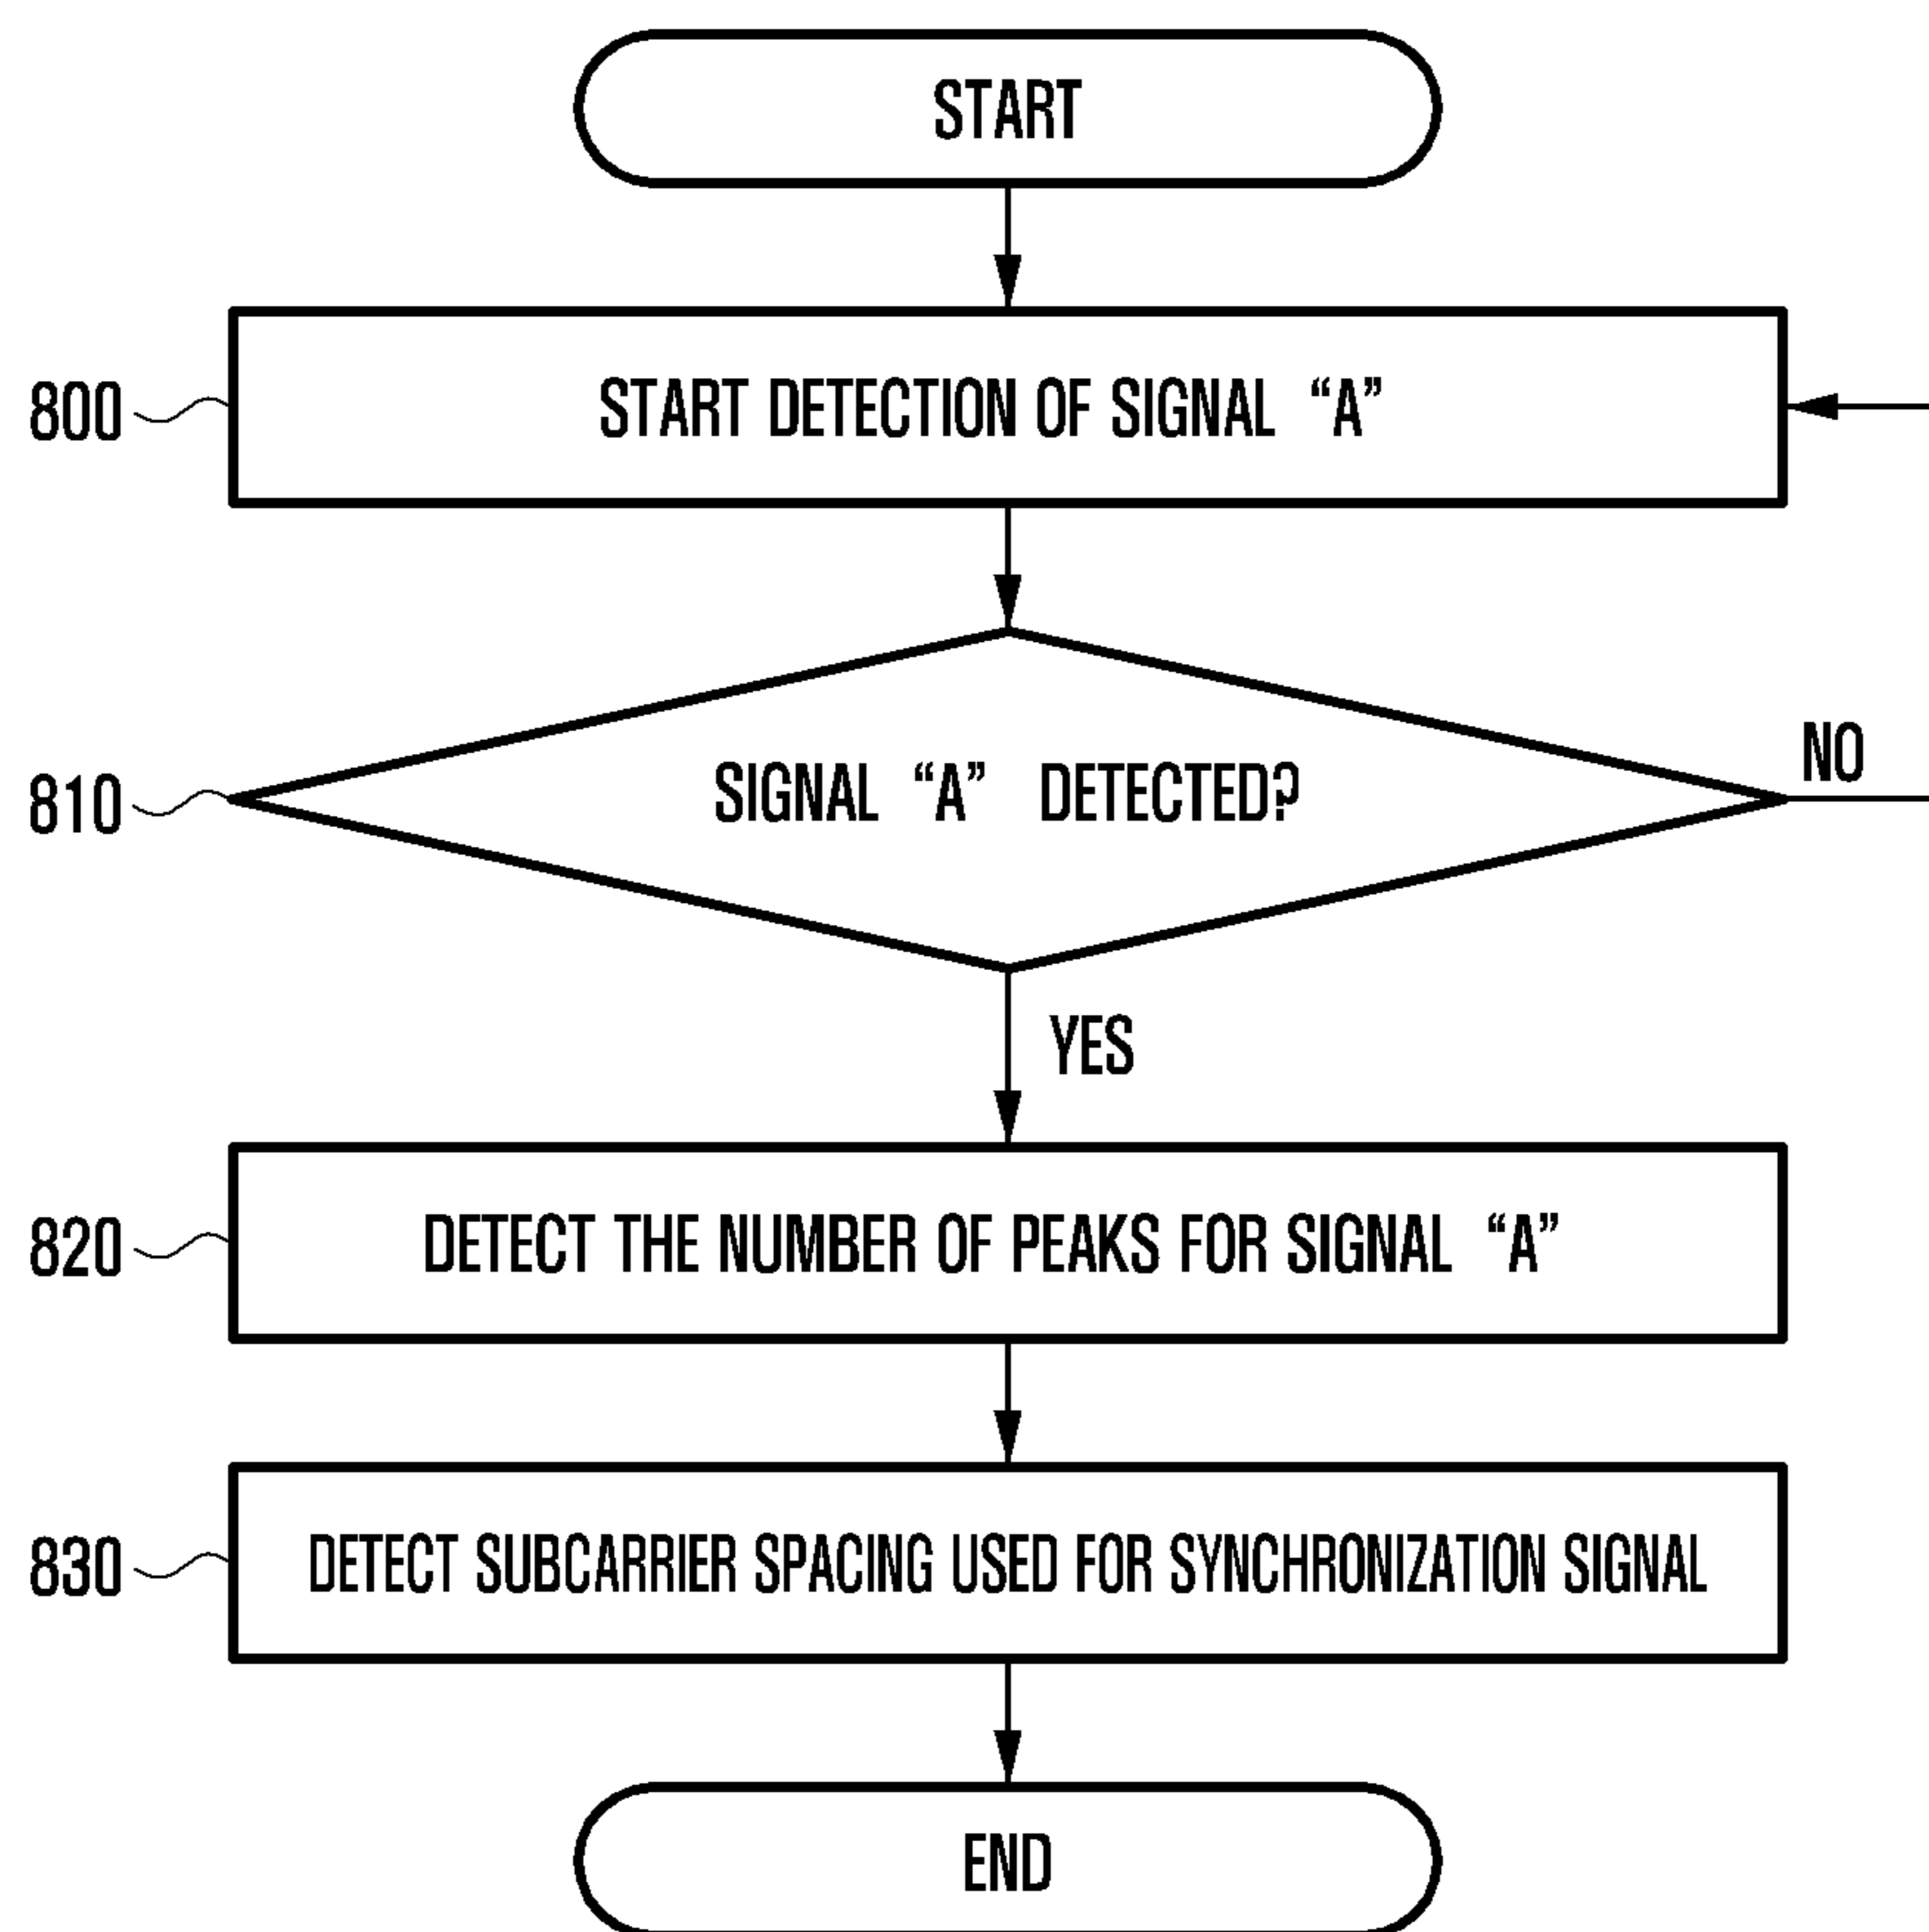 START
800
START DETECTION OF SIGNAL “A”
810
SIGNAL “A” DETECTED?
NO
YES
820
DETECT THE NUMBER OF PEAKS FOR SIGNAL “A”
830
DETECT SUBCARRIER SPACING USED FOR SYNCHRONIZATION SIGNAL
END